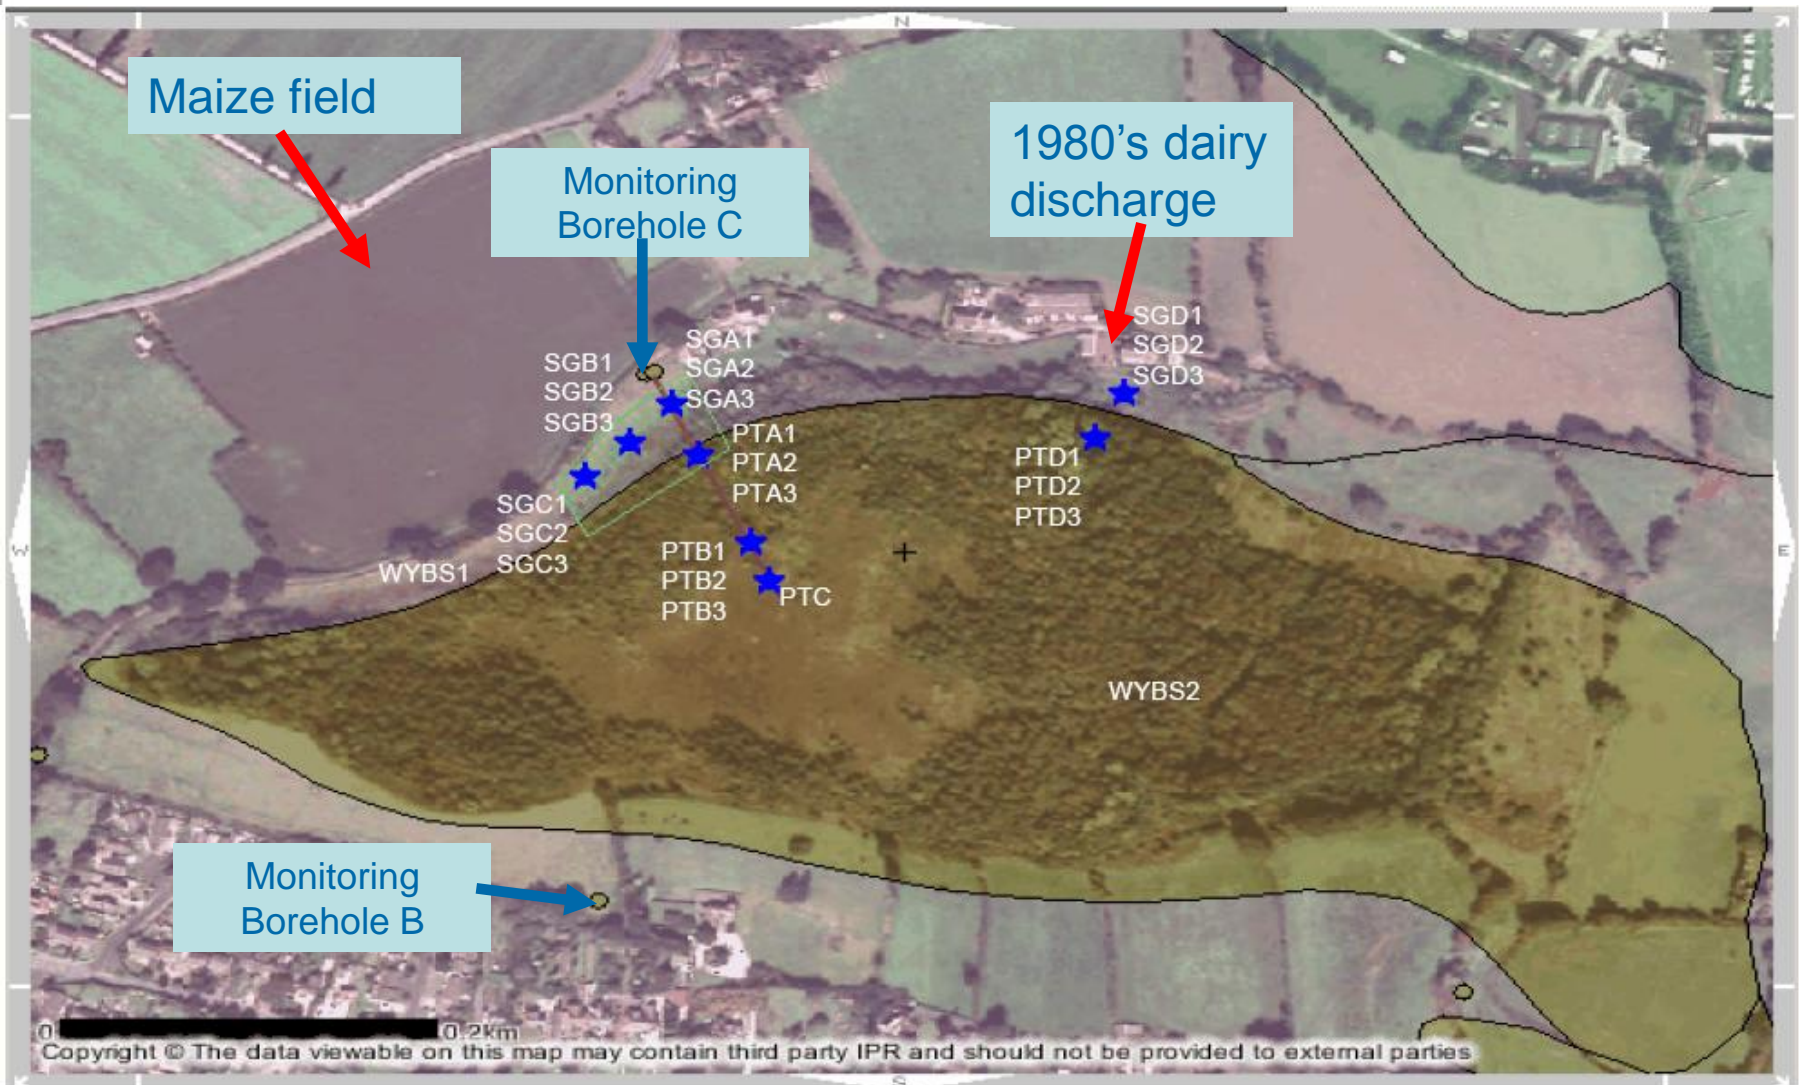 N
Maize field
Monitoring
Borehole C
1980's dairy
discharge
SGD1
SGD2
SGD3
SGA1
SGA2
SGA3
SGB1
SGB2
SGB3
PTA1
PTA2
PTA3
PTD1
PTD2
PTD3
SGC1
SGC2
SGC3
WYBS1
W
E
PTB1
PTB2
PTB3
PTC
WYBS2
Monitoring
Borehole B
0 0.2km
Copyright © The data viewable on this map may contain third party IPR and should not be provided to external parties
S